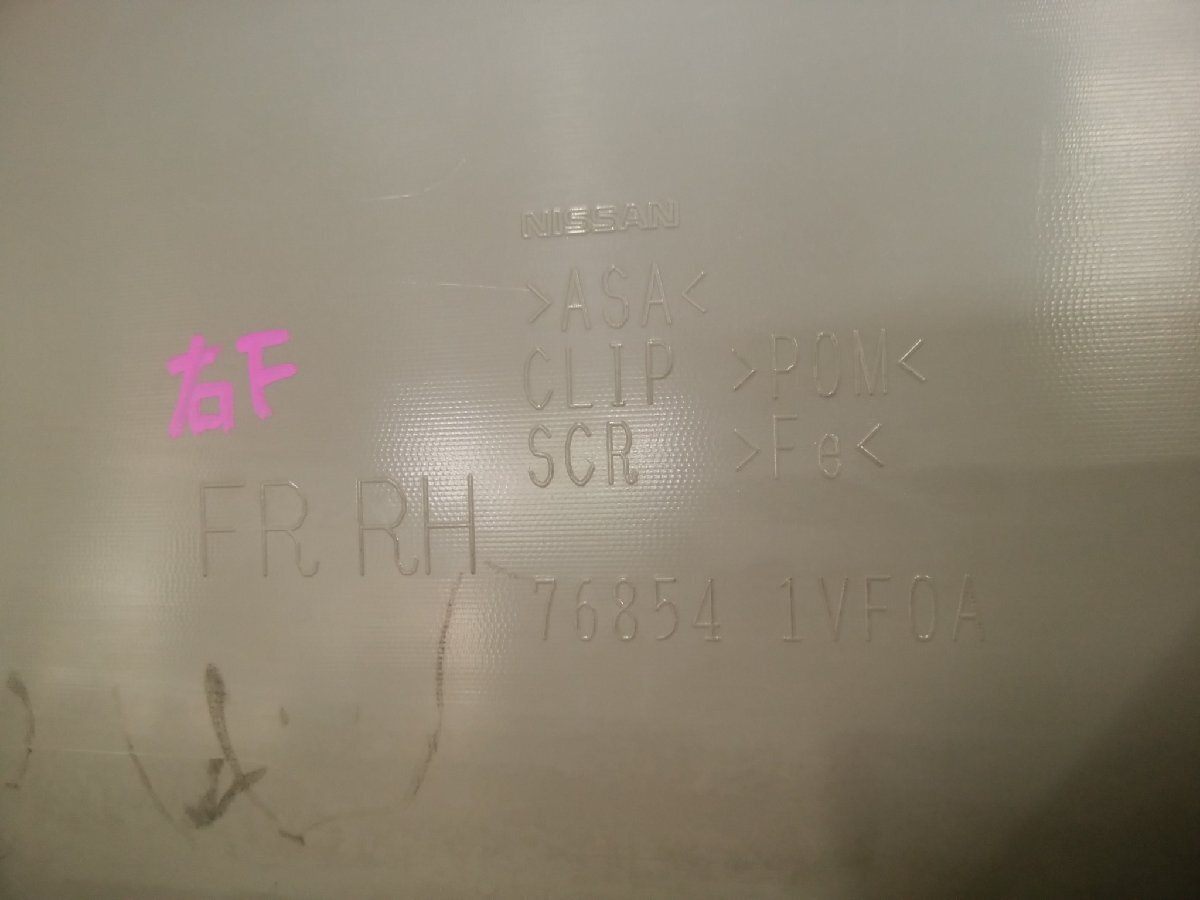 NISSAN
>ASA<
CLIP >POM<
SCR >Fe<
右F
FR RH
76854 1VF0A